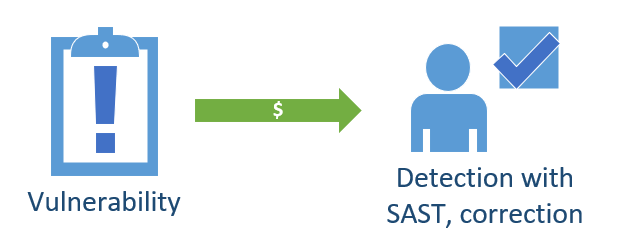 $
Vulnerability
Detection with
SAST, correction